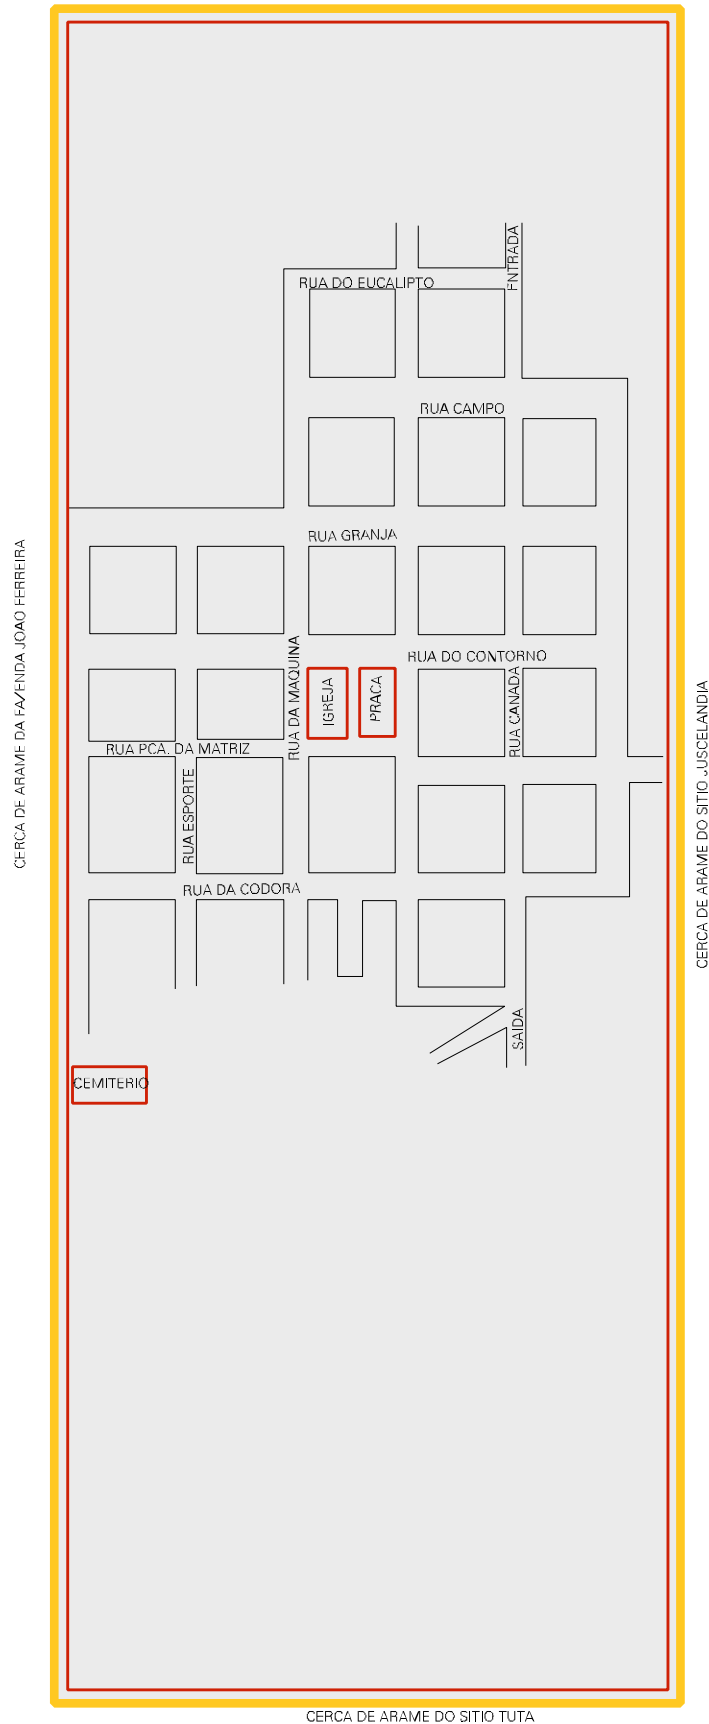 ENTRADA
RUA DO EUCALIPTO
RUA CAMPO
RUA GRANJA
CERCA DE ARAME DA FAZENDA JOAO FERREIRA
RUA DA MAQUINA
RUA DO CONTORNO
IGREJA
PRACA
RUA CANADA
CERCA DE ARAME DO SITIO JUSCELANDIA
RUA PCA. DA MATRIZ
RUA ESPORTE
RUA DA CODORA
SAIDA
CEMITERIO
CERCA DE ARAME DO SITIO TUTA